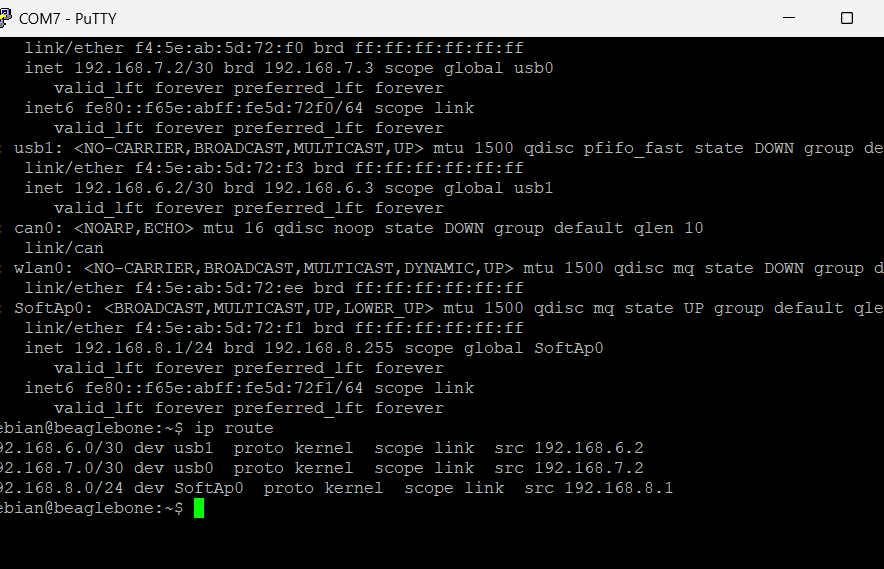 COM7 - PuTTY
link/ether f4:5e:ab:5d:72:f0 brd ff:ff:ff:ff:ff:ff
inet 192.168.7.2/30 brd 192.168.7.3 scope global usb0
valid_lft forever preferred_lft forever
inet6 fe80::f65e:abff:fe5d:72f0/64 scope link
valid_lft forever preferred_lft forever
: usb1: <NO-CARRIER,BROADCAST,MULTICAST,UP> mtu 1500 qdisc pfifo_fast state DOWN group de
link/ether f4:5e:ab:5d:72:f3 brd ff:ff:ff:ff:ff:ff
inet 192.168.6.2/30 brd 192.168.6.3 scope global usb1
valid_lft forever preferred_lft forever
: can0: <NOARP,ECHO> mtu 16 qdisc noop state DOWN group default qlen 10
link/can
: wlan0: <NO-CARRIER,BROADCAST,MULTICAST,DYNAMIC,UP> mtu 1500 qdisc mq state DOWN group d
link/ether f4:5e:ab:5d:72:ee brd ff:ff:ff:ff:ff:ff
: SoftAp0: <BROADCAST,MULTICAST,UP,LOWER_UP> mtu 1500 qdisc mq state UP group default qle
link/ether f4:5e:ab:5d:72:f1 brd ff:ff:ff:ff:ff:ff
inet 192.168.8.1/24 brd 192.168.8.255 scope global SoftAp0
valid_lft forever preferred_lft forever
inet6 fe80::f65e:abff:fe5d:72f1/64 scope link
valid_lft forever preferred_lft forever
ebian@beaglebone:~$ ip route
92.168.6.0/30 dev usb1  proto kernel  scope link  src 192.168.6.2
92.168.7.0/30 dev usb0  proto kernel  scope link  src 192.168.7.2
92.168.8.0/24 dev SoftAp0  proto kernel  scope link  src 192.168.8.1
ebian@beaglebone:~$